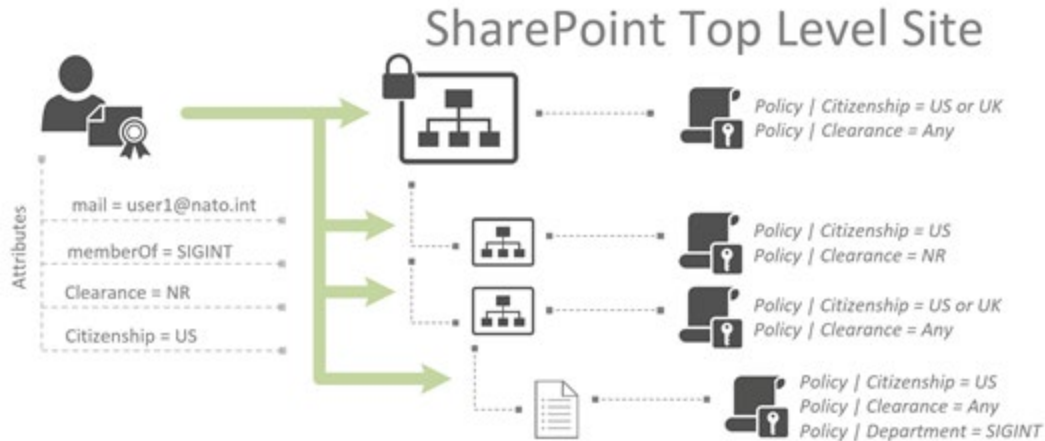 SharePoint Top Level Site
Attributes
mail = user1@nato.int
memberOf = SIGINT
Clearance = NR
Citizenship = US
Policy | Citizenship = US or UK
Policy | Clearance = Any
Policy | Citizenship = US
Policy | Clearance = NR
Policy | Citizenship = US or UK
Policy | Clearance = Any
Policy | Citizenship = US
Policy | Clearance = Any
Policy | Department = SIGINT